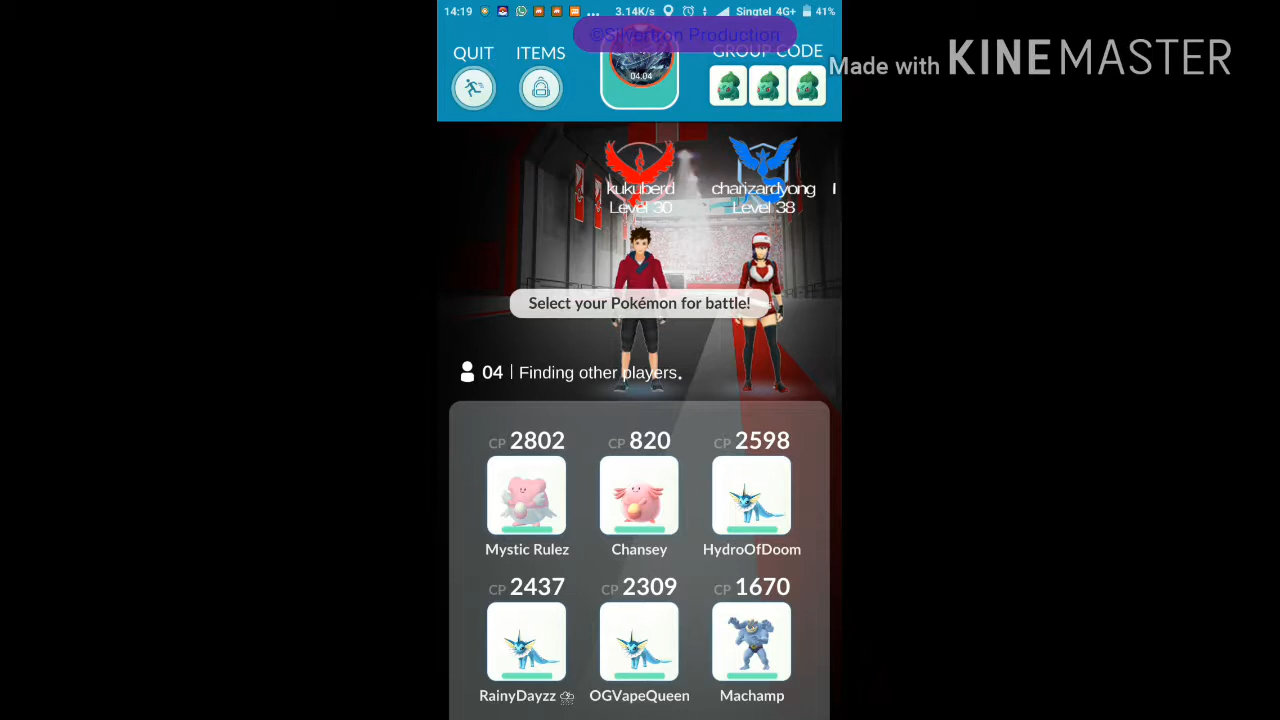 14:19 ... 3.14K/s Singtel 4G+ 41%
©Silvertron Production
QUIT ITEMS GROUP CODE
04:04
Made with KINEMASTER
kukuberd charizardyong
Level 30 Level 38
Select your Pokémon for battle!
04 | Finding other players.
CP 2802 CP 820 CP 2598
Mystic Rulez Chansey HydroOfDoom
CP 2437 CP 2309 CP 1670
RainyDayzz OGVapeQueen Machamp